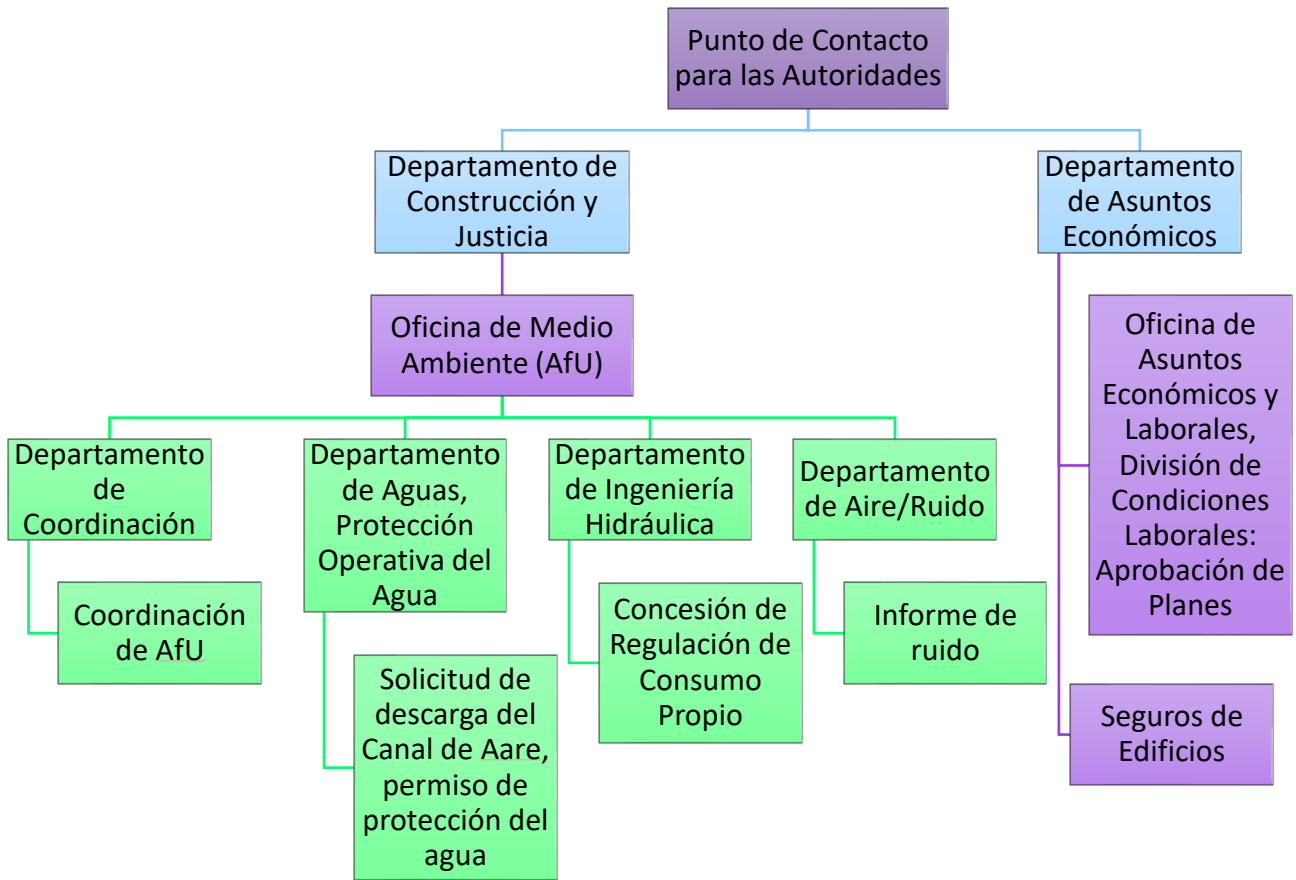 Punto de Contacto
para las Autoridades
Departamento de
Construcción y
Justicia
Departamento
de Asuntos
Económicos
Oficina de Medio
Ambiente (AfU)
Oficina de
Asuntos
Económicos y
Laborales,
División de
Condiciones
Laborales:
Aprobación de
Planes
Departamento
de
Coordinación
Departamento
de Aguas,
Protección
Operativa del
Agua
Departamento
de Ingeniería
Hidráulica
Departamento
de Aire/Ruido
Coordinación
de AfU
Solicitud de
descarga del
Canal de Aare,
permiso de
protección del
agua
Concesión de
Regulación de
Consumo
Propio
Informe de
ruido
Seguros de
Edificios